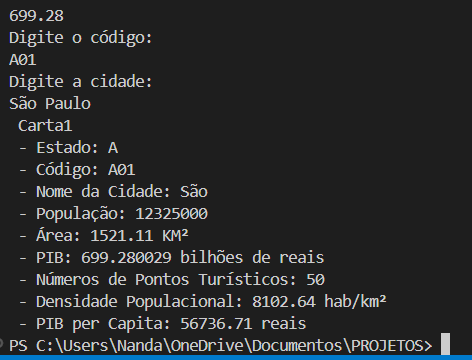 699.28
Digite o código:
A01
Digite a cidade:
São Paulo
Carta1
- Estado: A
- Código: A01
- Nome da Cidade: São
- População: 12325000
- Área: 1521.11 KM²
- PIB: 699.280029 bilhões de reais
- Números de Pontos Turísticos: 50
- Densidade Populacional: 8102.64 hab/km²
- PIB per Capita: 56736.71 reais
PS C:\Users\Nanda\OneDrive\Documentos\PROJETOS>